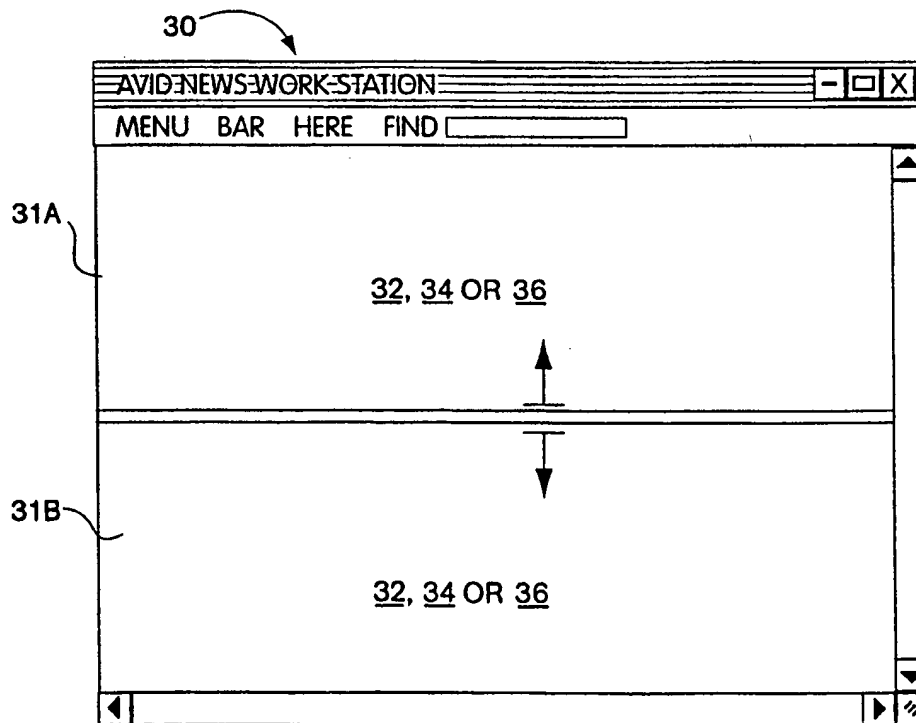 30
AVID NEWS WORK STATION
MENU BAR HERE FIND
31A
32, 34 OR 36
31B
32, 34 OR 36